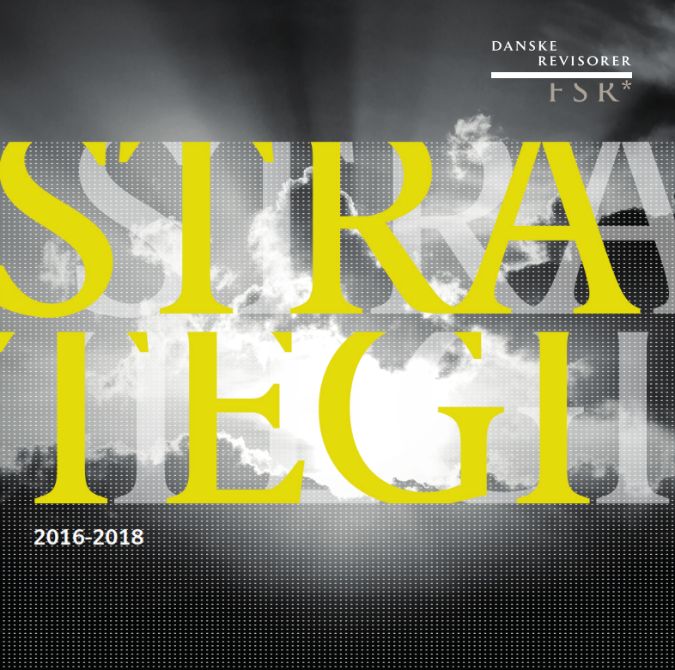 DANSKE
REVISORER
FSR*
STRA
TEGI
2016-2018